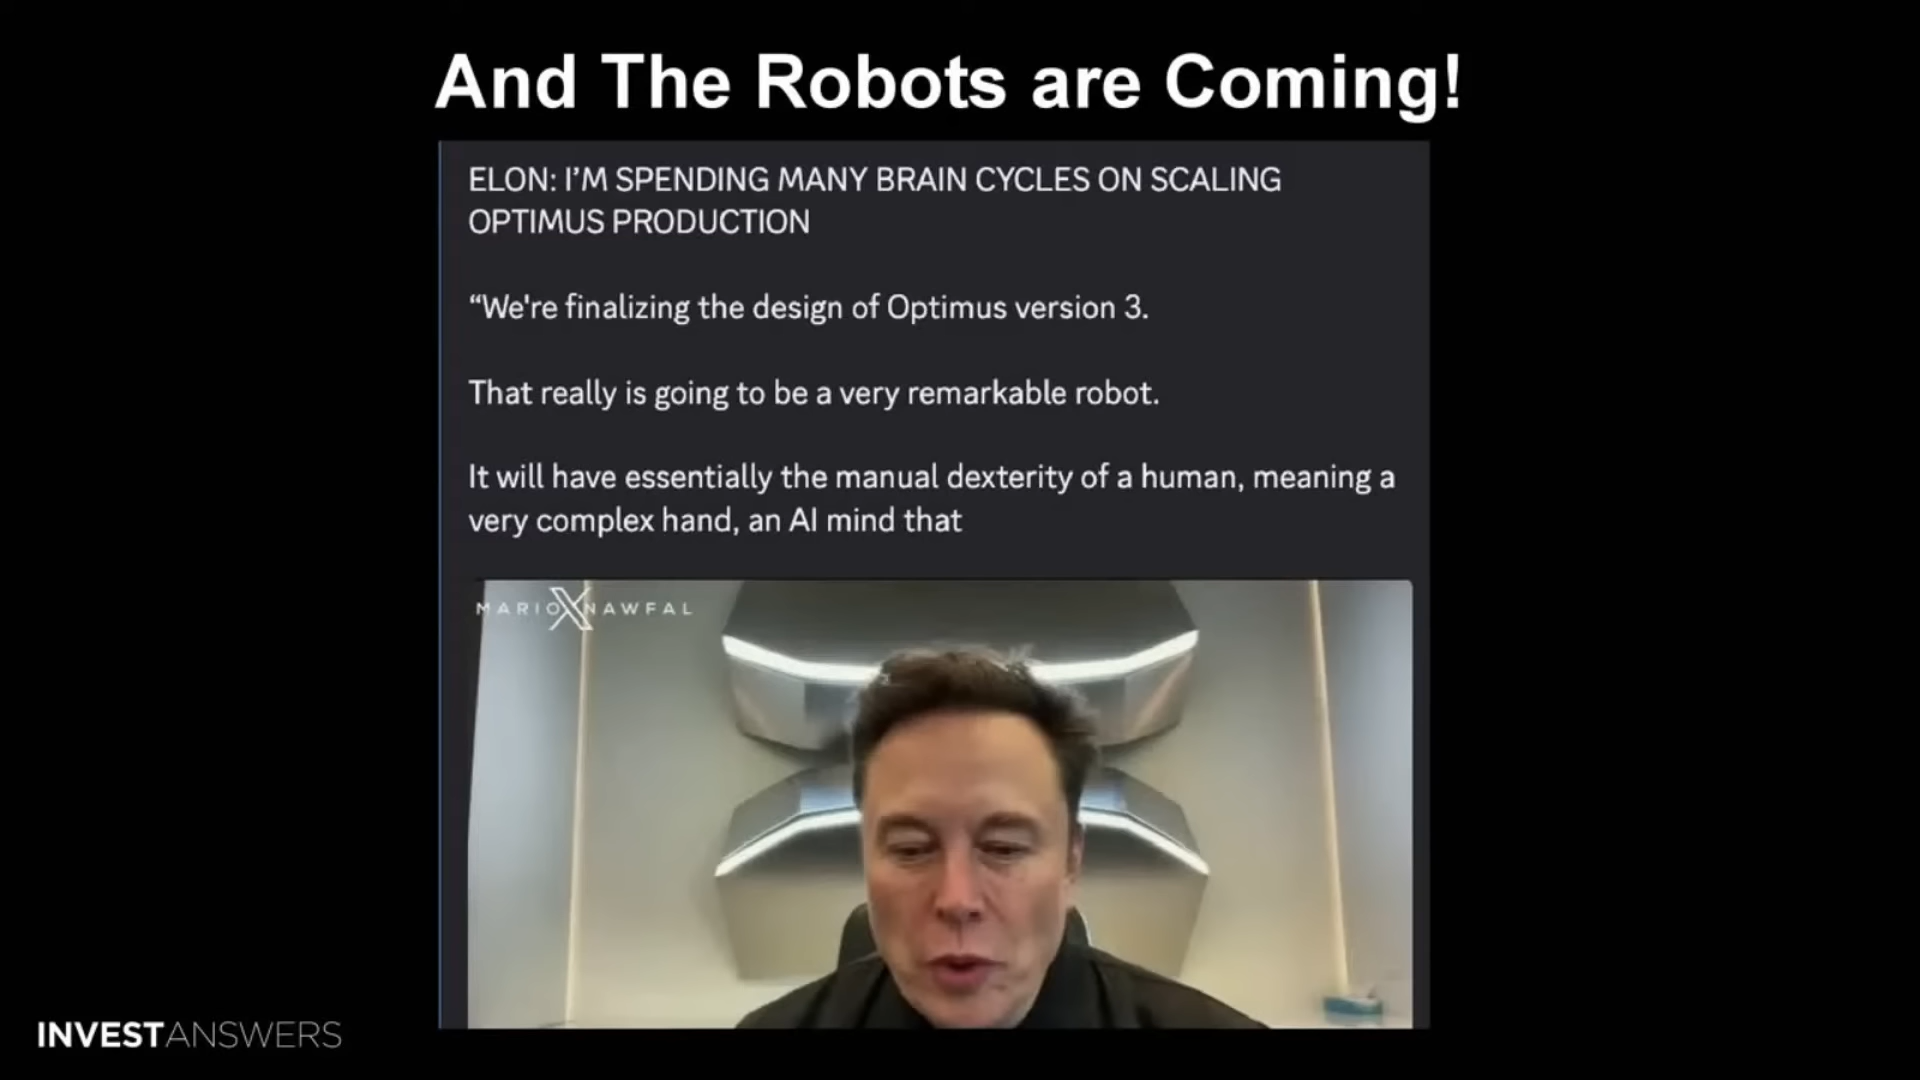 And The Robots are Coming!
ELON: I’M SPENDING MANY BRAIN CYCLES ON SCALING
OPTIMUS PRODUCTION
“We're finalizing the design of Optimus version 3.
That really is going to be a very remarkable robot.
It will have essentially the manual dexterity of a human, meaning a
very complex hand, an AI mind that
MARIO X NAWFAL
INVESTANSWERS